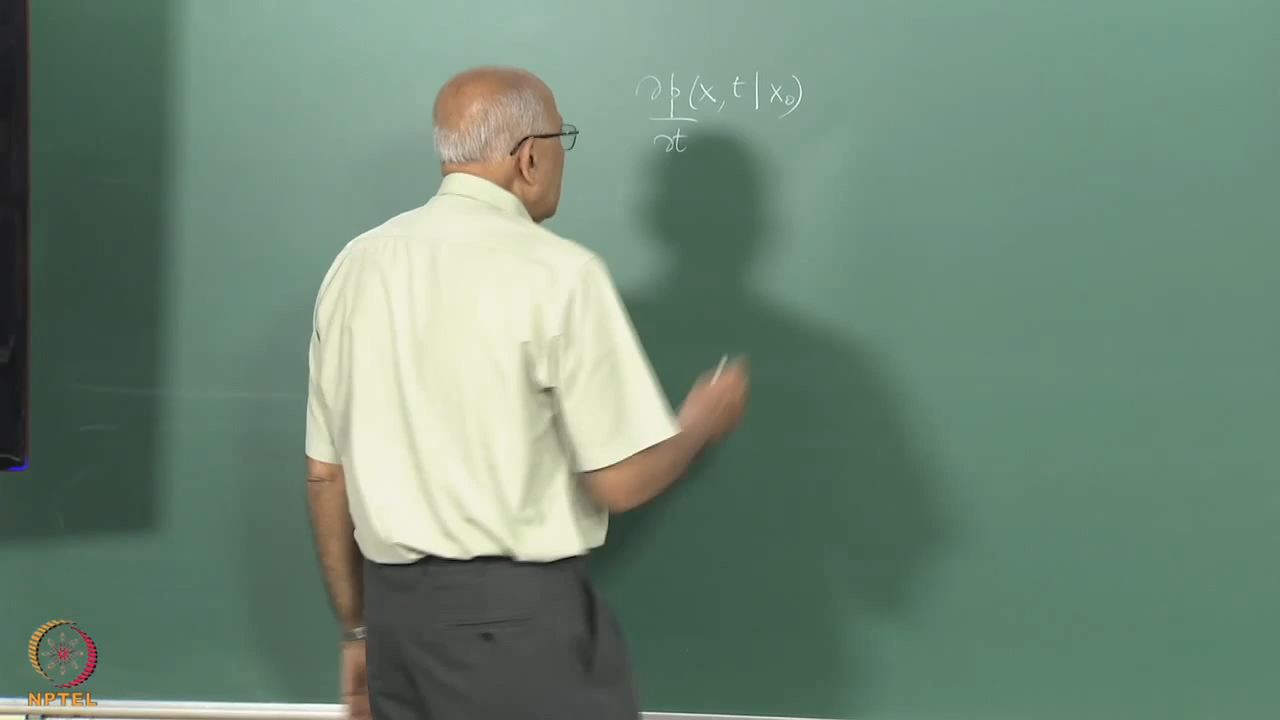 ∂p(x, t | x₀)
∂t
NPTEL